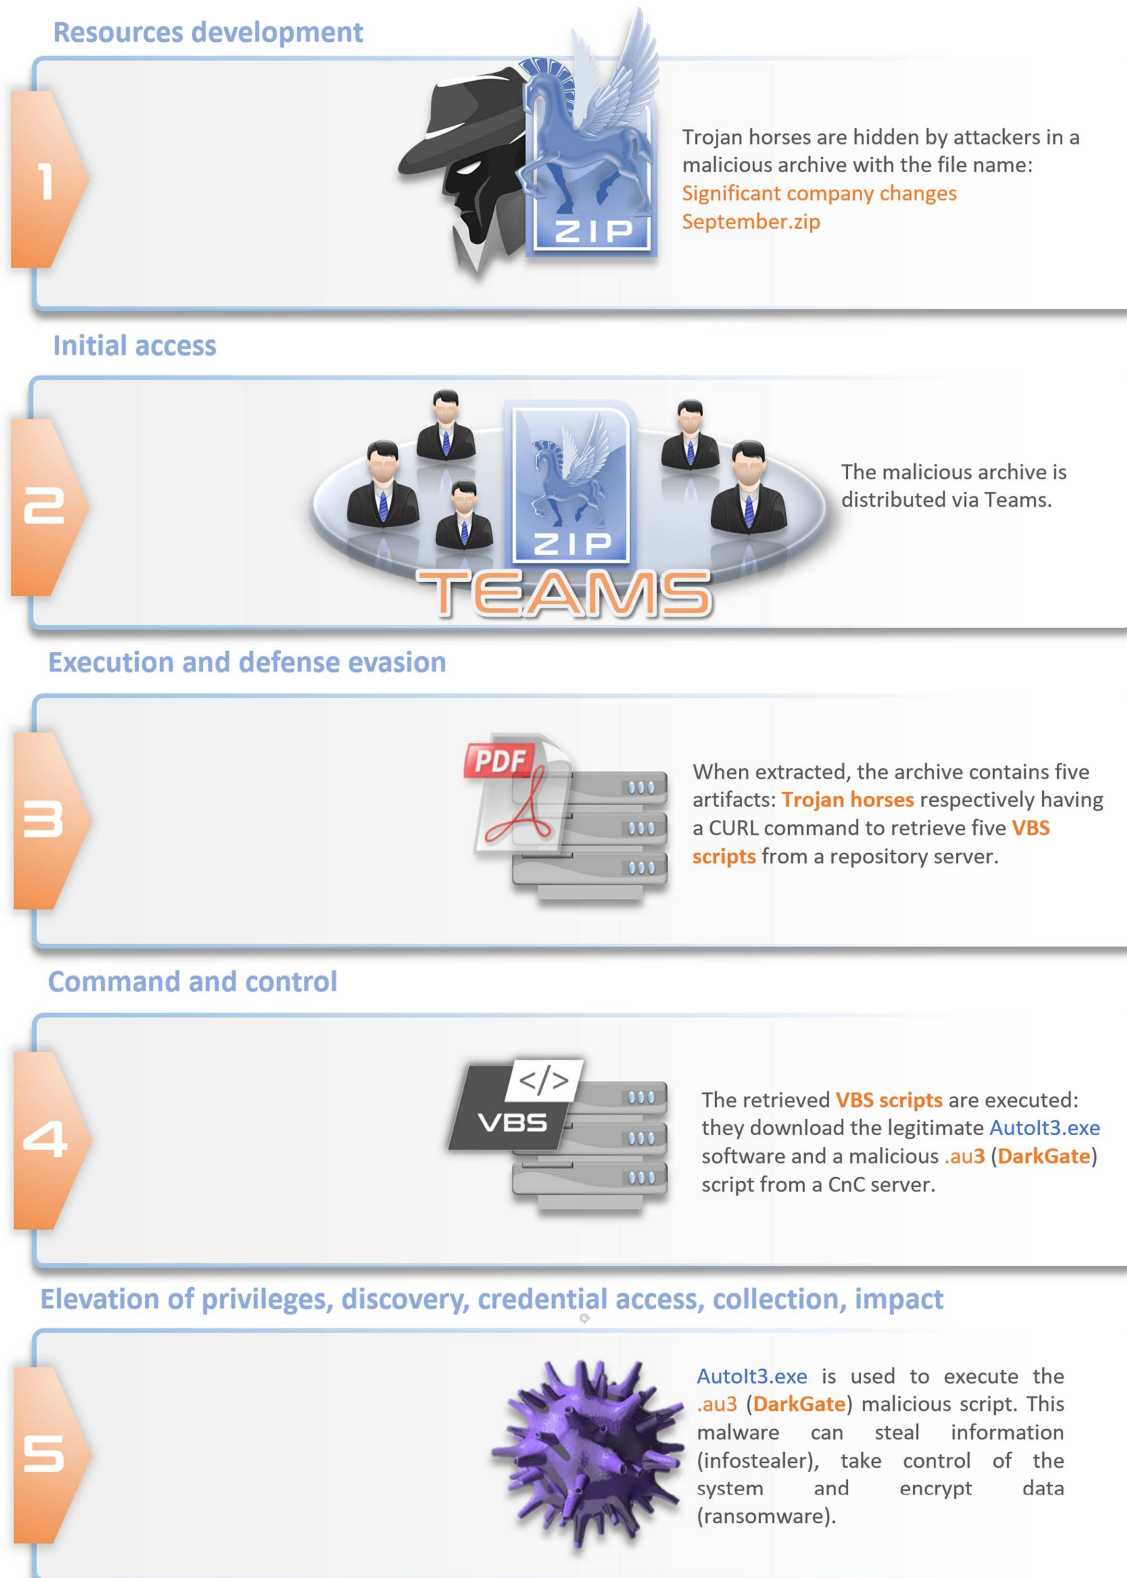 Resources development
1
ZIP
Trojan horses are hidden by attackers in a
malicious archive with the file name:
Significant company changes
September.zip
Initial access
2
ZIP
TEAMS
The malicious archive is
distributed via Teams.
Execution and defense evasion
3
PDF
When extracted, the archive contains five
artifacts: Trojan horses respectively having
a CURL command to retrieve five VBS
scripts from a repository server.
Command and control
4
</>
VBS
The retrieved VBS scripts are executed:
they download the legitimate AutoIt3.exe
software and a malicious .au3 (DarkGate)
script from a CnC server.
Elevation of privileges, discovery, credential access, collection, impact
5
AutoIt3.exe is used to execute the
.au3 (DarkGate) malicious script. This
malware can steal information
(infostealer), take control of the
system and encrypt data
(ransomware).